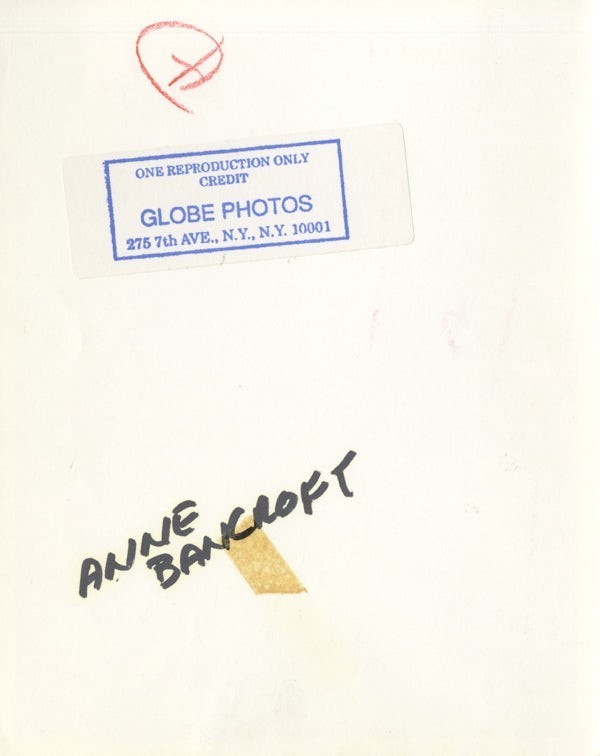 ONE REPRODUCTION ONLY
CREDIT
GLOBE PHOTOS
275 7th AVE., N.Y., N.Y. 10001
ANNE
BANCROFT